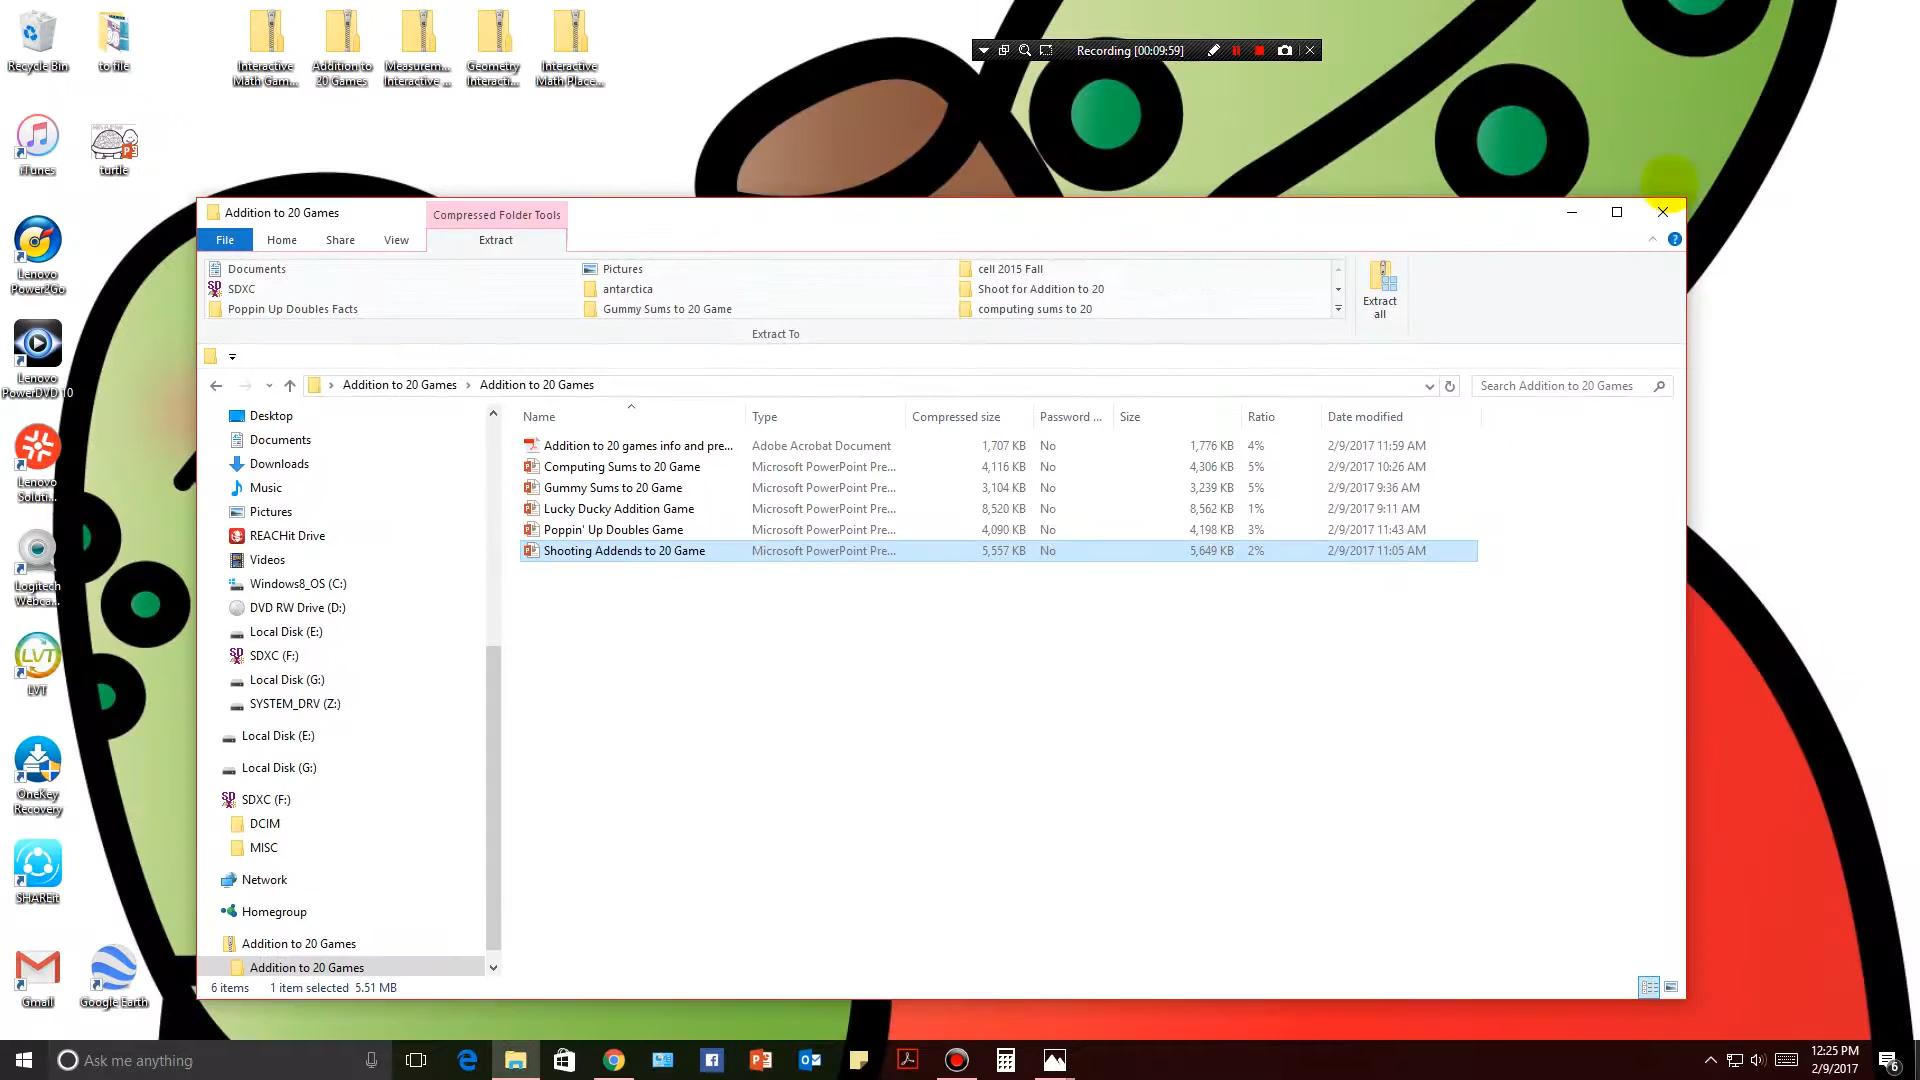 Recycle Bin
to file
Interactive
Math Gam...
Addition to
20 Games
Measurem...
Interactive ...
Geometry
Interacti...
Interactive
Math Place...
Recording [00:09:59]
iTunes
turtle
Lenovo
Power2Go
Lenovo
PowerDVD 10
Lenovo
Soluti...
Logitech
Webca...
LVT
OneKey
Recovery
SHAREit
Gmail
Google Earth
Addition to 20 Games
Compressed Folder Tools
File
Home
Share
View
Extract
Documents
Pictures
cell 2015 Fall
SDXC
antarctica
Shoot for Addition to 20
Poppin Up Doubles Facts
Gummy Sums to 20 Game
computing sums to 20
Extract
all
Extract To
Addition to 20 Games
Addition to 20 Games
Search Addition to 20 Games
Desktop
Documents
Downloads
Music
Pictures
REACHit Drive
Videos
Windows8_OS (C:)
DVD RW Drive (D:)
Local Disk (E:)
SDXC (F:)
Local Disk (G:)
SYSTEM_DRV (Z:)
Local Disk (E:)
Local Disk (G:)
SDXC (F:)
DCIM
MISC
Network
Homegroup
Addition to 20 Games
Addition to 20 Games
Name Type Compressed size Password ... Size Ratio Date modified
Addition to 20 games info and pre... Adobe Acrobat Document 1,707 KB No 1,776 KB 4% 2/9/2017 11:59 AM
Computing Sums to 20 Game Microsoft PowerPoint Pre... 4,116 KB No 4,306 KB 5% 2/9/2017 10:26 AM
Gummy Sums to 20 Game Microsoft PowerPoint Pre... 3,104 KB No 3,239 KB 5% 2/9/2017 9:36 AM
Lucky Ducky Addition Game Microsoft PowerPoint Pre... 8,520 KB No 8,562 KB 1% 2/9/2017 9:11 AM
Poppin' Up Doubles Game Microsoft PowerPoint Pre... 4,090 KB No 4,198 KB 3% 2/9/2017 11:43 AM
Shooting Addends to 20 Game Microsoft PowerPoint Pre... 5,557 KB No 5,649 KB 2% 2/9/2017 11:05 AM
6 items 1 item selected 5.51 MB
Ask me anything
12:25 PM
2/9/2017
6